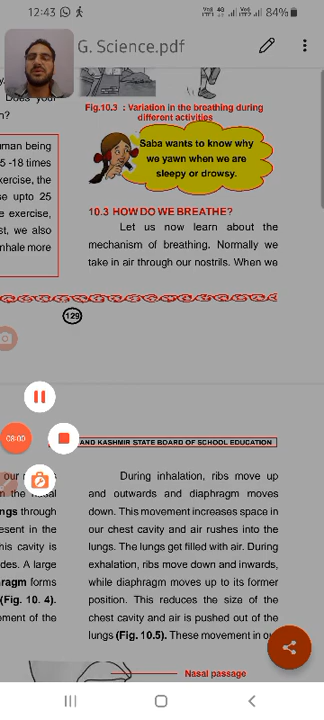 12:43
84%
G. Science.pdf
n?
Fig.10.3 : Variation in the breathing during
different activities
uman being
5 -18 times
xercise, the
se upto 25
e exercise,
st, we also
nhale more
Saba wants to know why
we yawn when we are
sleepy or drowsy.
10.3 HOW DO WE BREATHE?
Let us now learn about the
mechanism of breathing. Normally we
take in air through our nostrils. When we
129
08:00
AND KASHMIR STATE BOARD OF SCHOOL EDUCATION
our
nasal
ngs through
esent in the
his cavity is
des. A large
ragm forms
(Fig. 10. 4).
ement of the
During inhalation, ribs move up
and outwards and diaphragm moves
down. This movement increases space in
our chest cavity and air rushes into the
lungs. The lungs get filled with air. During
exhalation, ribs move down and inwards,
while diaphragm moves up to its former
position. This reduces the size of the
chest cavity and air is pushed out of the
lungs (Fig. 10.5). These movement in
Nasal passage